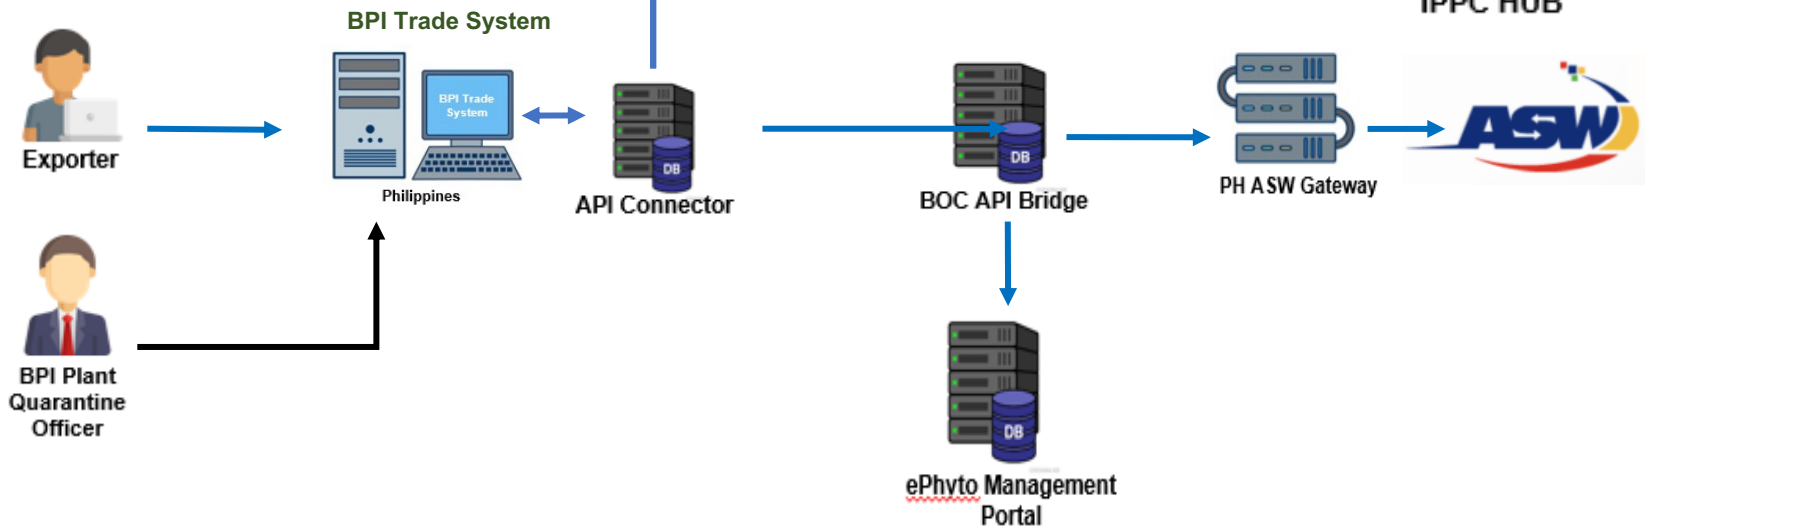 IPPC HUB
BPI Trade System
BPI Trade
System
Exporter
Philippines
API Connector
DB
BOC API Bridge
DB
PH ASW Gateway
ASW
BPI Plant
Quarantine
Officer
DB
ePhyto Management
Portal